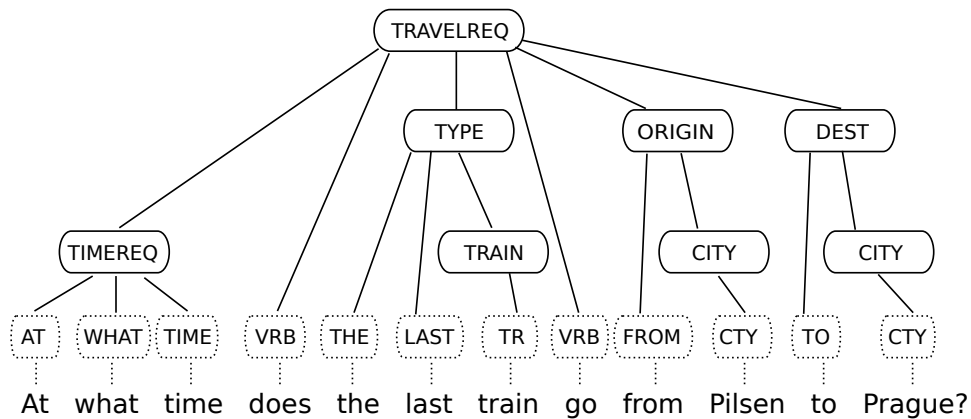 TRAVELREQ
TYPE ORIGIN DEST
TIMEREQ TRAIN CITY CITY
AT WHAT TIME VRB THE LAST TR VRB FROM CTY TO CTY
At what time does the last train go from Pilsen to Prague?